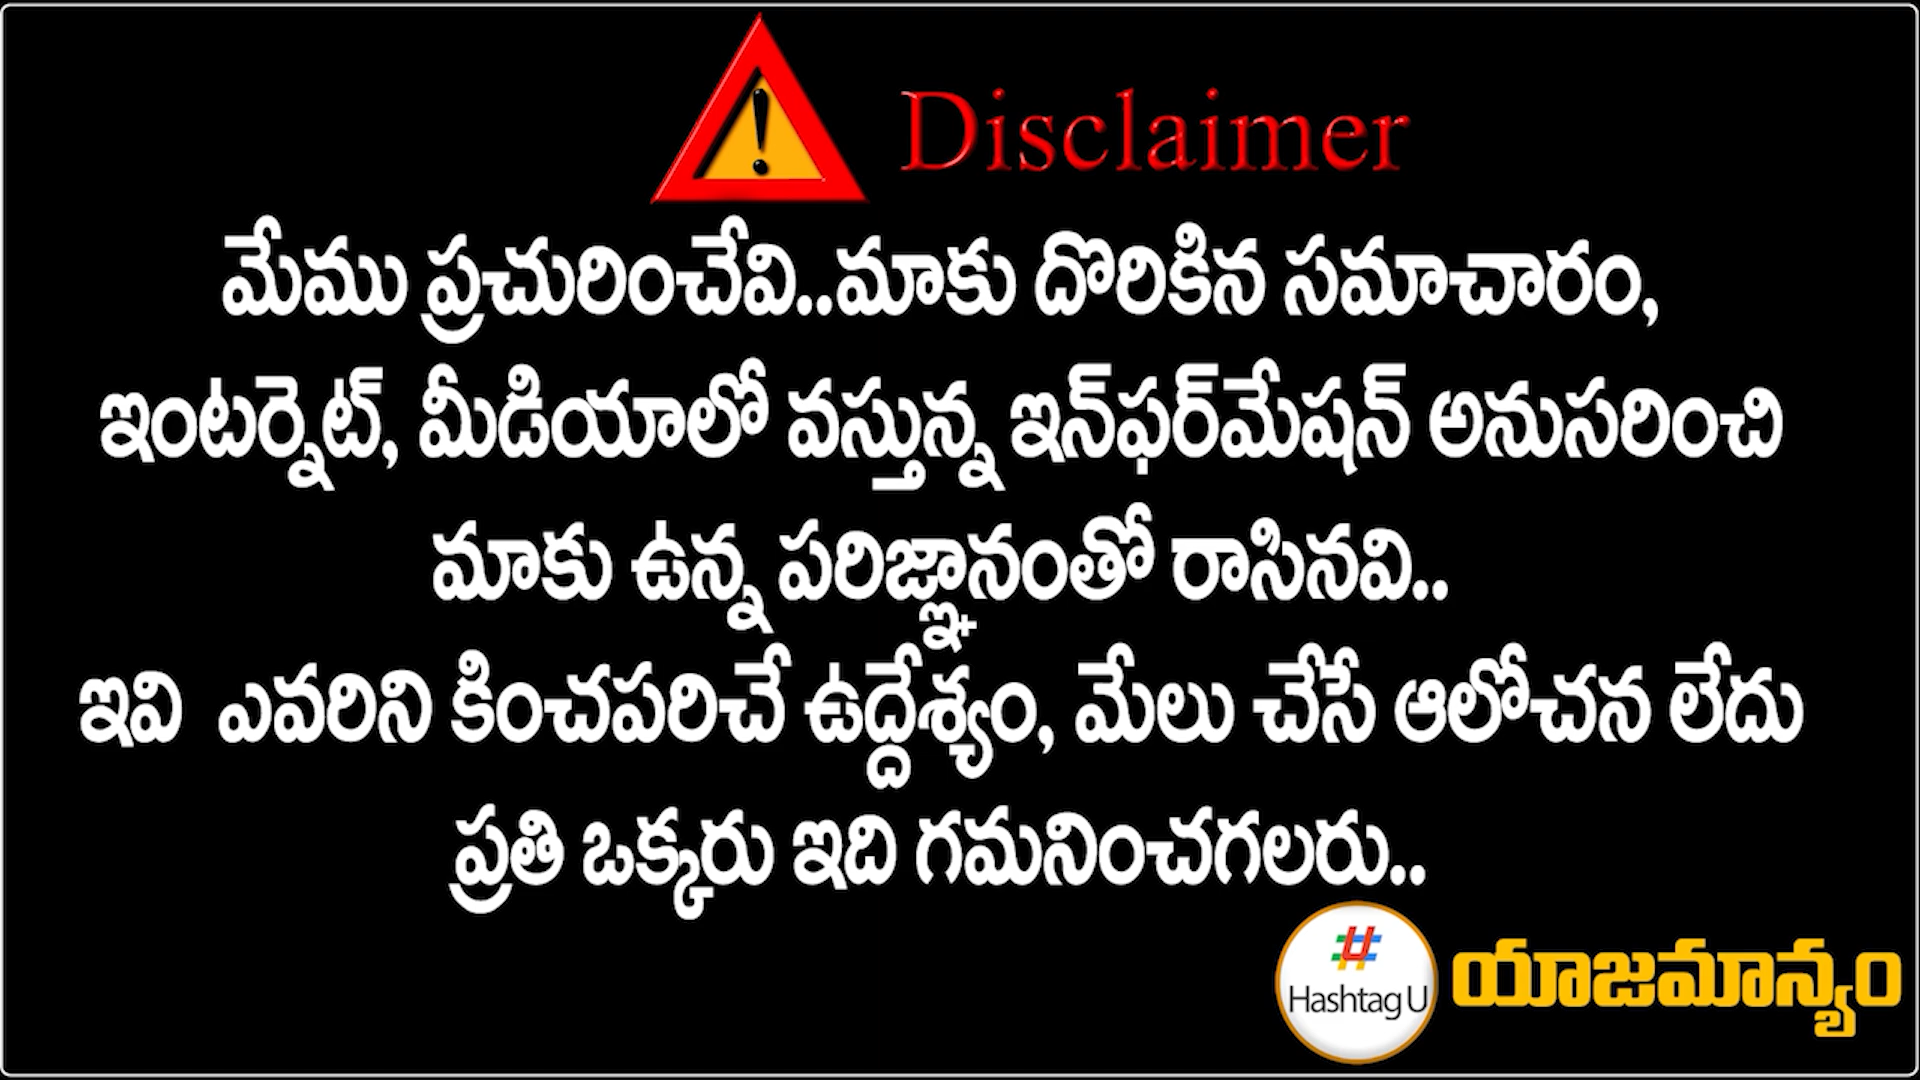 Disclaimer
మేము ప్రచురించేవి..మాకు దొరికిన సమాచారం,
ఇంటర్నెట్, మీడియాలో వస్తున్న ఇన్‌ఫర్‌మేషన్ అనుసరించి
మాకు ఉన్న పరిజ్ఞానంతో రాసినవి..
ఇవి ఎవరిని కించపరిచే ఉద్దేశ్యం, మేలు చేసే ఆలోచన లేదు
ప్రతి ఒక్కరు ఇది గమనించగలరు..
Hashtag U
యాజమాన్యం